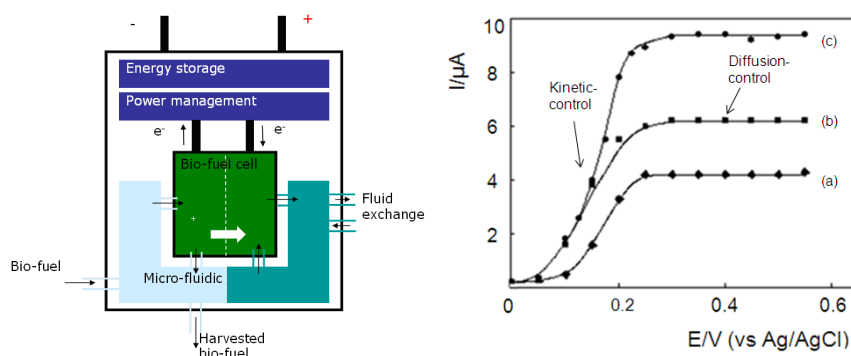 -
+
Energy storage
Power management
e-
e-
Bio-fuel cell
+
Fluid
exchange
Bio-fuel
Micro-fluidic
Harvested
bio-fuel
10
8
6
4
2
0
0.2
0.4
0.6
I/μA
E/V (vs Ag/AgCl)
Kinetic-
control
Diffusion-
control
(c)
(b)
(a)